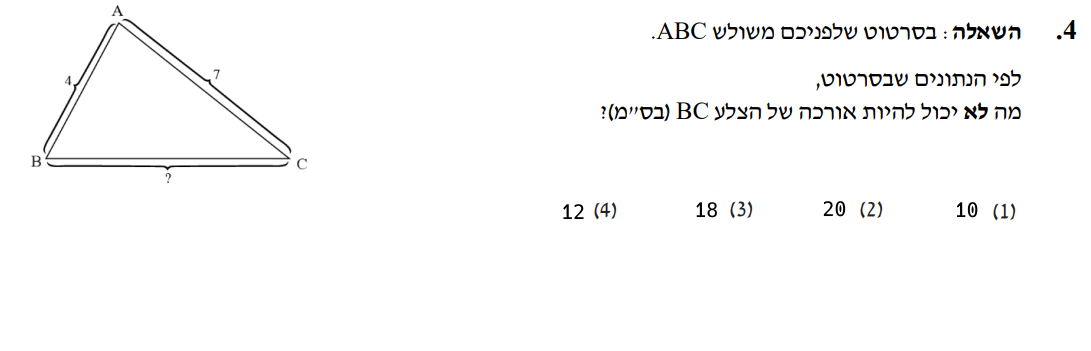 4. השאלה : בסרטוט שלפניכם משולש ABC.
לפי הנתונים שבסרטוט,
מה לא יכול להיות אורכה של הצלע BC (בס״מ)?
(1) 10 (2) 20 (3) 18 (4) 12
A
4
7
B
C
?